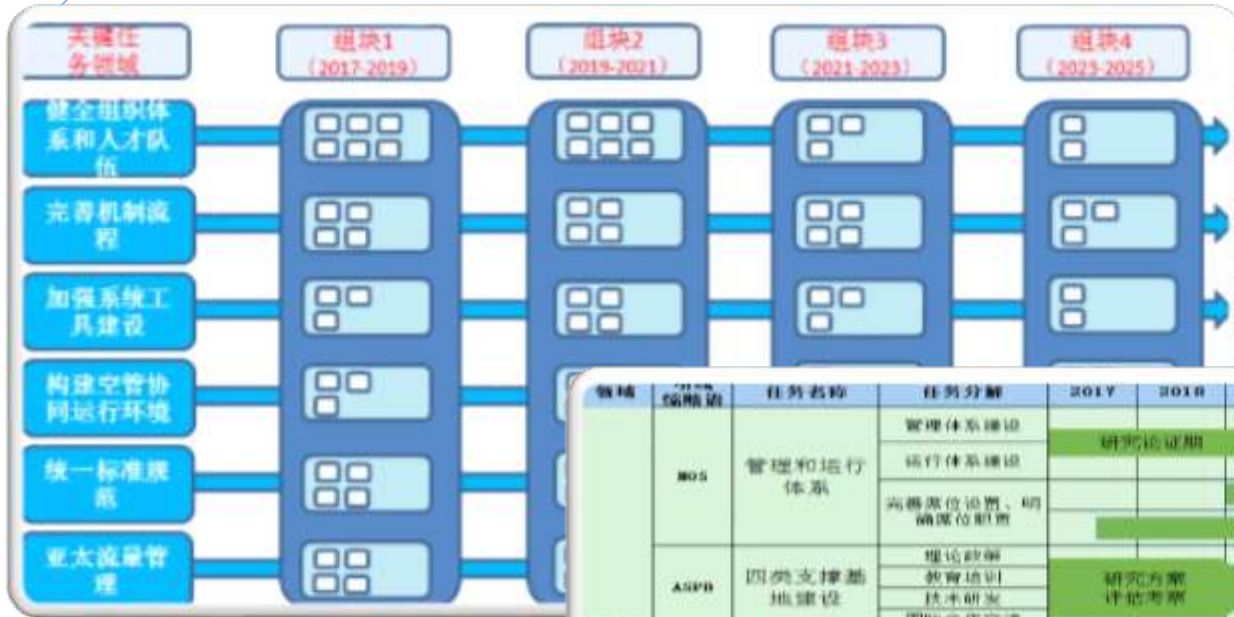 关键任
务领域
组块1
（2017-2019）
组块2
（2019-2021）
组块3
（2021-2023）
组块4
（2023-2025）
健全组织体
系和人才队
伍
完善机制流
程
加强系统工
具建设
构建空管协
同运行环境
统一标准规
范
亚太流量管
理
领域
缩略语
任务名称
任务分解
2017
2018
MOS
管理和运行
体系
管理体系建设
运行体系建设
完善席位设置、明
确席位职责
研究论证期
ASPB
四类支撑基
地建设
理论政策
教育培训
技术研发
研究方案
评估考察